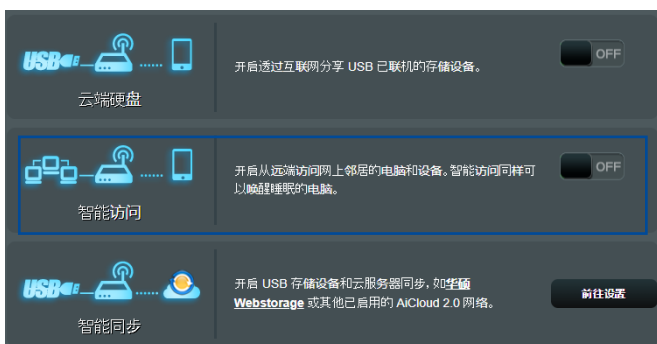 USB
云端硬盘
开启透过互联网分享 USB 已联机的存储设备。
OFF
智能访问
开启从远端访问网上邻居的电脑和设备。智能访问同样可
以唤醒睡眠的电脑。
OFF
USB
智能同步
开启 USB 存储设备和云服务器同步, 如华硕
Webstorage 或其他已启用的 AiCloud 2.0 网络。
前往设置